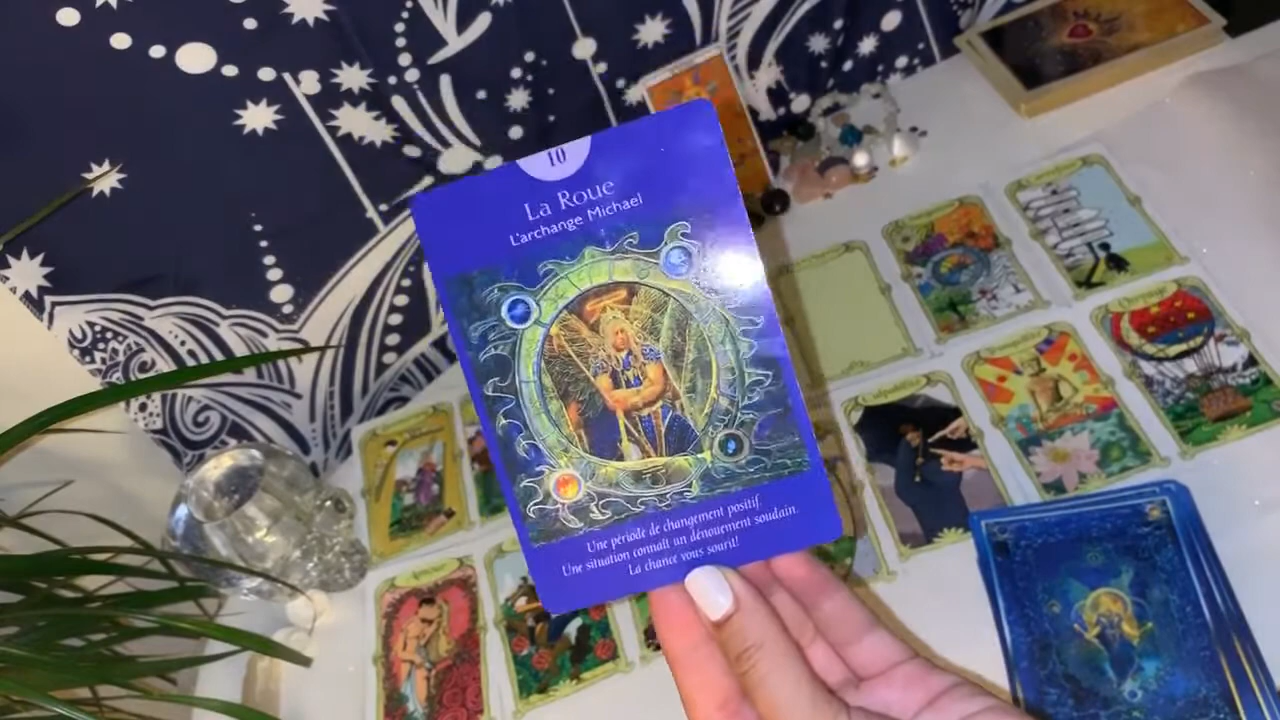 10
La Roue
L'archange Michael
Une période de changement positif.
Une situation connaît un dénouement soudain.
La chance vous sourit!